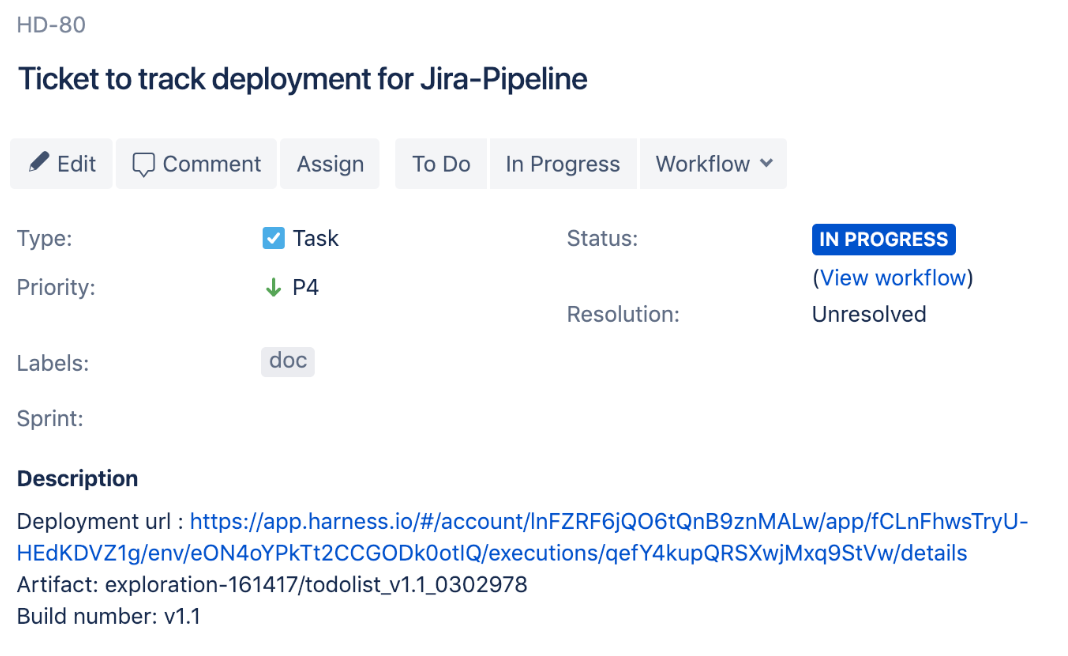 HD-80
Ticket to track deployment for Jira-Pipeline
Edit Comment Assign To Do In Progress Workflow
Type: Task Status: IN PROGRESS
(View workflow)
Priority: P4
Resolution: Unresolved
Labels: doc
Sprint:
Description
Deployment url : https://app.harness.io/#/account/lnFZRF6jQO6tQnB9znMALw/app/fCLnFhwsTryU-
HEdKDVZ1g/env/eON4oYPkTt2CCGODk0otIQ/executions/qefY4kupQRSXwjMxq9StVw/details
Artifact: exploration-161417/todolist_v1.1_0302978
Build number: v1.1